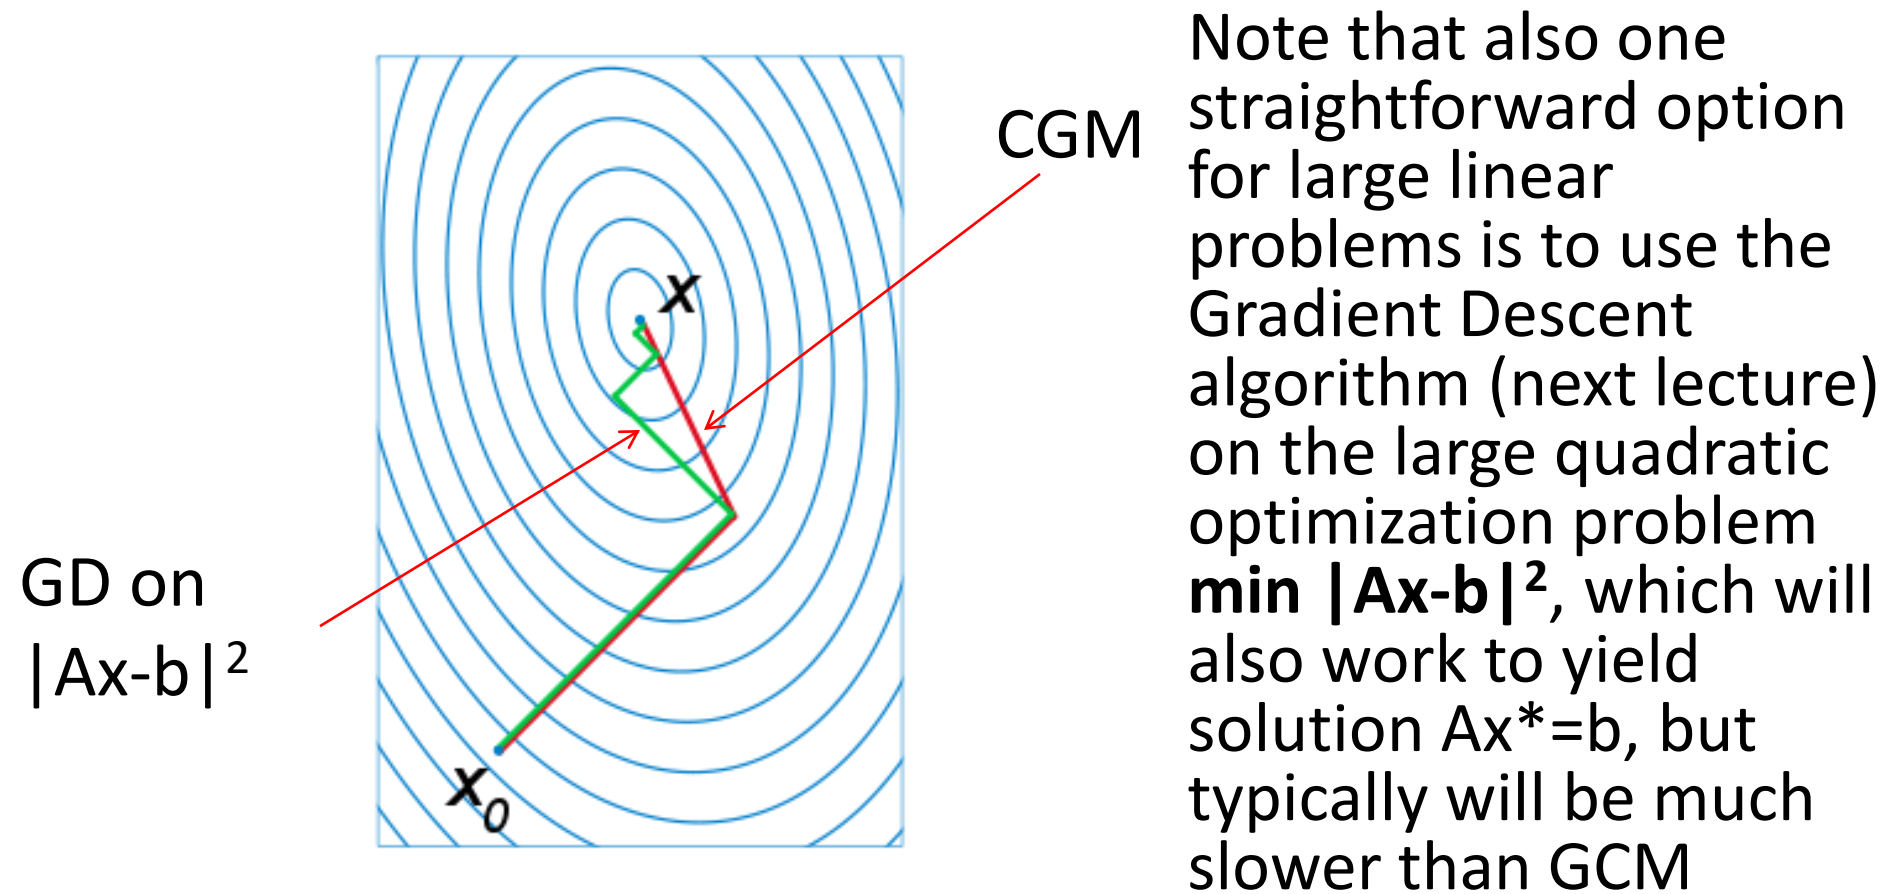 CGM
x
GD on
|Ax-b|²
x₀
Note that also one
straightforward option
for large linear
problems is to use the
Gradient Descent
algorithm (next lecture)
on the large quadratic
optimization problem
min |Ax-b|², which will
also work to yield
solution Ax*=b, but
typically will be much
slower than GCM